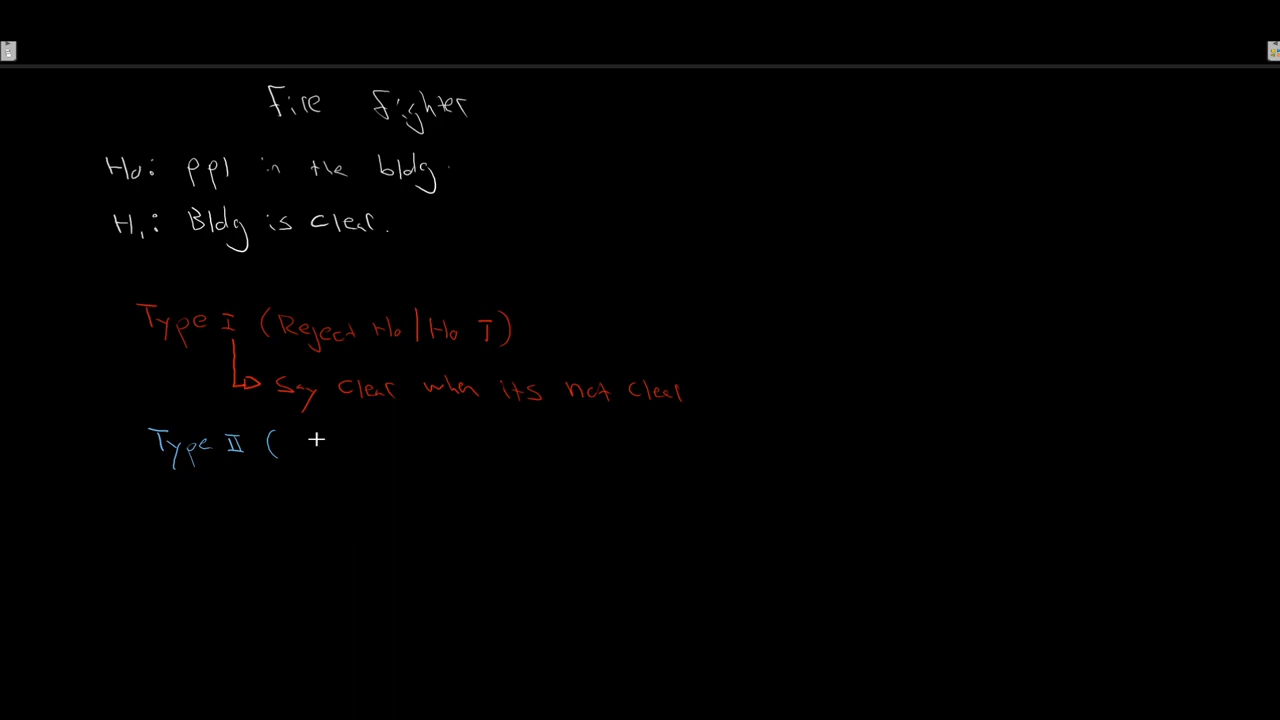 Fire Fighter
Ho: ppl in the bldg.
H1: Bldg is clear.
Type I (Reject Ho | Ho T)
Say Clear when its not clear
Type II (